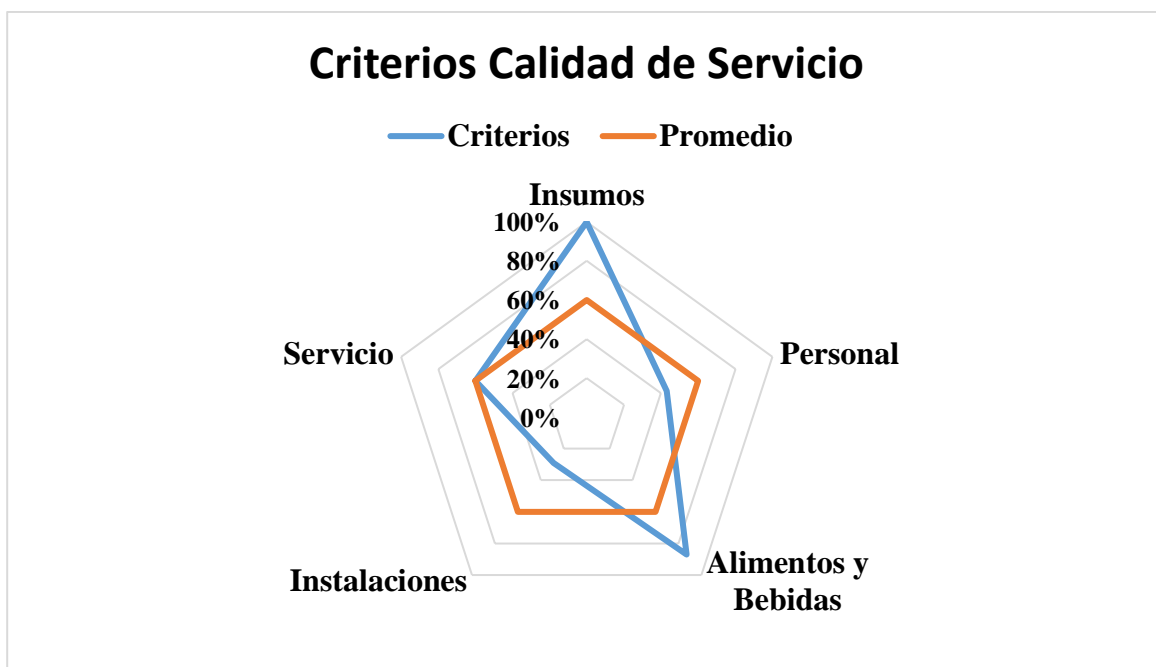 Criterios Calidad de Servicio
Criterios
Promedio
Insumos
100%
80%
60%
40%
20%
0%
Servicio
Personal
Instalaciones
Alimentos y
Bebidas